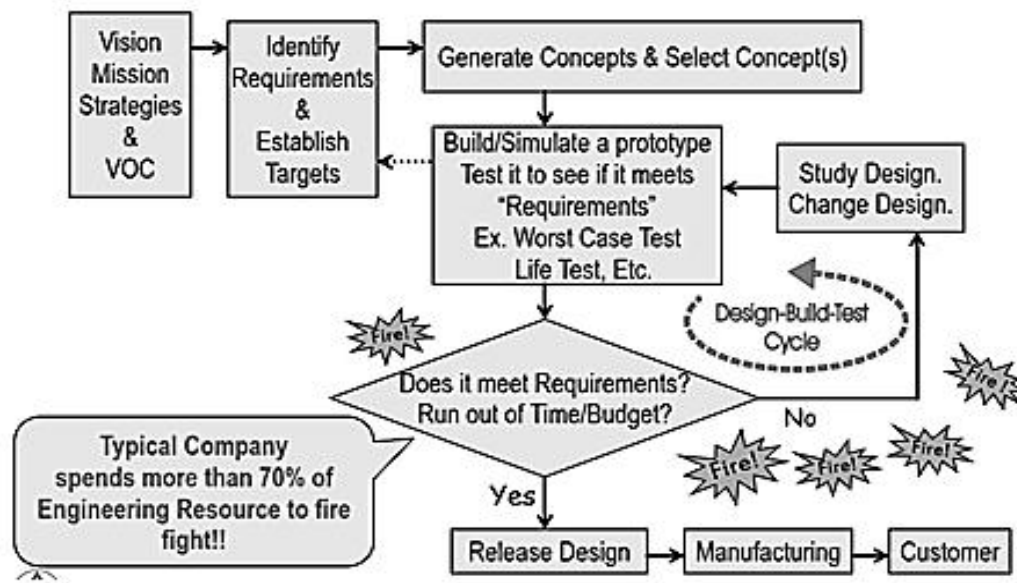 Vision
Mission
Strategies
&
VOC
Identify
Requirements
&
Establish
Targets
Generate Concepts & Select Concept(s)
Build/Simulate a prototype
Test it to see if it meets
“Requirements”
Ex. Worst Case Test
Life Test, Etc.
Study Design.
Change Design.
Design-Build-Test
Cycle
Fire!
Does it meet Requirements?
Run out of Time/Budget?
No
Fire!
Fire!
Fire!
Fire!
Typical Company
spends more than 70% of
Engineering Resource to fire
fight!!
Yes
Release Design
Manufacturing
Customer